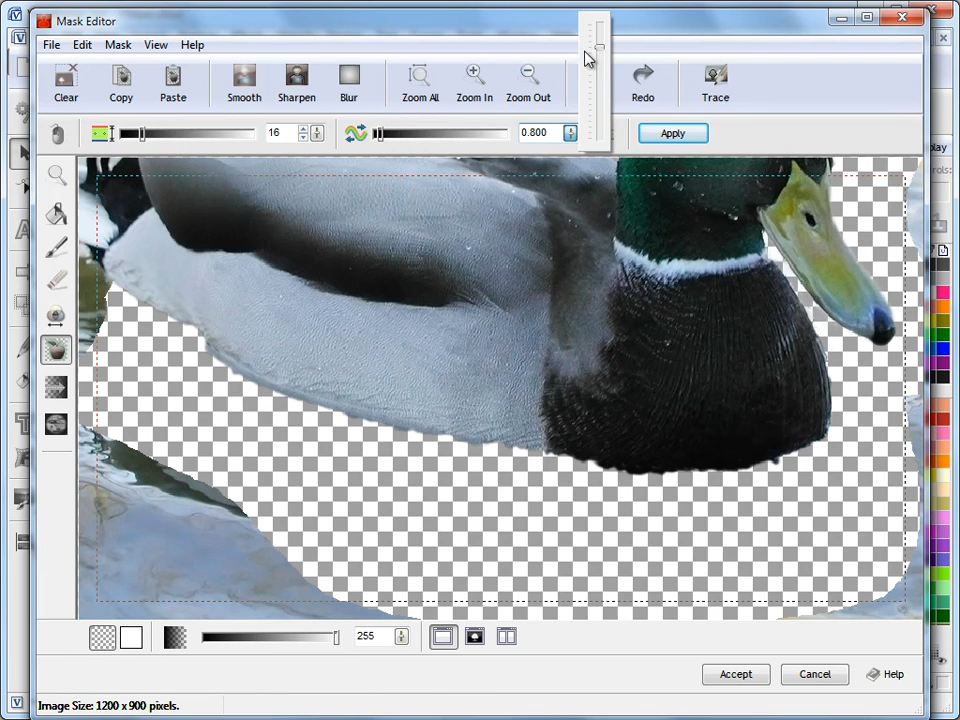 Mask Editor
File Edit Mask View Help
Clear Copy Paste Smooth Sharpen Blur Zoom All Zoom In Zoom Out Redo Trace
16 0.800 Apply
play
255
Accept Cancel Help
Image Size: 1200 x 900 pixels.